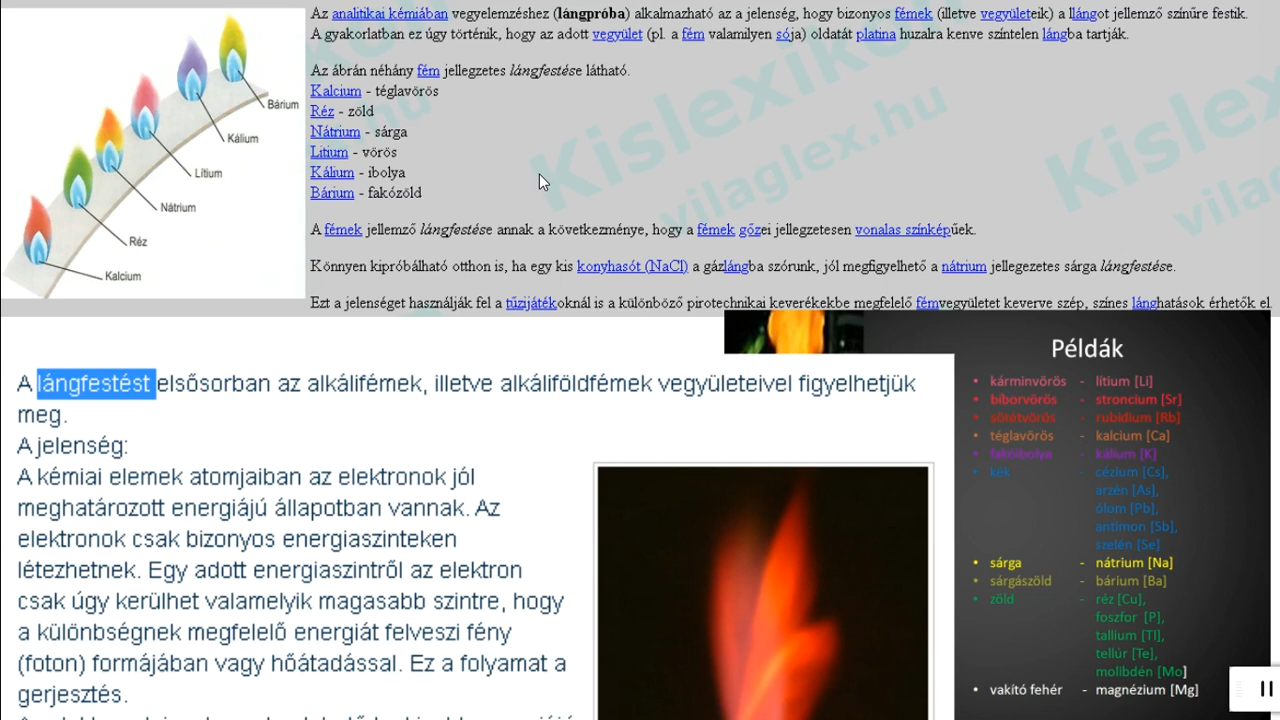 Az analitikai kémiában vegyelemzéshez (lángpróba) alkalmazható az a jelenség, hogy bizonyos fémek (illetve vegyületeik) a llángot jellemző színűre festik.
A gyakorlatban ez úgy történik, hogy az adott vegyület (pl. a fém valamilyen sója) oldatát platina huzalra kenve színtelen lángba tartják.
Az ábrán néhány fém jellegzetes lángfestése látható.
Kalcium - téglavörös
Réz - zöld
Nátrium - sárga
Litium - vörös
Kálium - ibolya
Bárium - fakózöld
A fémek jellemző lángfestése annak a következménye, hogy a fémek gőzei jellegzetesen vonalas színképűek.
Könnyen kipróbálható otthon is, ha egy kis konyhasót (NaCl) a gázlángba szórunk, jól megfigyelhető a nátrium jellegezetes sárga lángfestése.
Ezt a jelenséget használják fel a tűzijátékoknál is a különböző pirotechnikai keverékekbe megfelelő fémvegyületet keverve szép, színes lánghatások érhetők el.
Bárium
Kálium
Lítium
Nátrium
Réz
Kalcium
Kislexikon
vilaglex.hu
A lángfestést elsősorban az alkálifémek, illetve alkáliföldfémek vegyületeivel figyelhetjük
meg.
A jelenség:
A kémiai elemek atomjaiban az elektronok jól
meghatározott energiájú állapotban vannak. Az
elektronok csak bizonyos energiaszinteken
létezhetnek. Egy adott energiaszintről az elektron
csak úgy kerülhet valamelyik magasabb szintre, hogy
a különbségnek megfelelő energiát felveszi fény
(foton) formájában vagy hőátadással. Ez a folyamat a
gerjesztés.
Példák
• kárminvörös - lítium [Li]
• bíborvörös - stroncium [Sr]
• sötétvörös - rubídium [Rb]
• téglavörös - kalcium [Ca]
• fakóibolya - kálium [K]
• kék - cézium [Cs],
arzén [As],
ólom [Pb],
antimon [Sb],
szelén [Se]
• sárga - nátrium [Na]
• sárgászöld - bárium [Ba]
• zöld - réz [Cu],
foszfor [P],
tallium [Tl],
tellúr [Te],
molibdén [Mo]
• vakító fehér - magnézium [Mg]